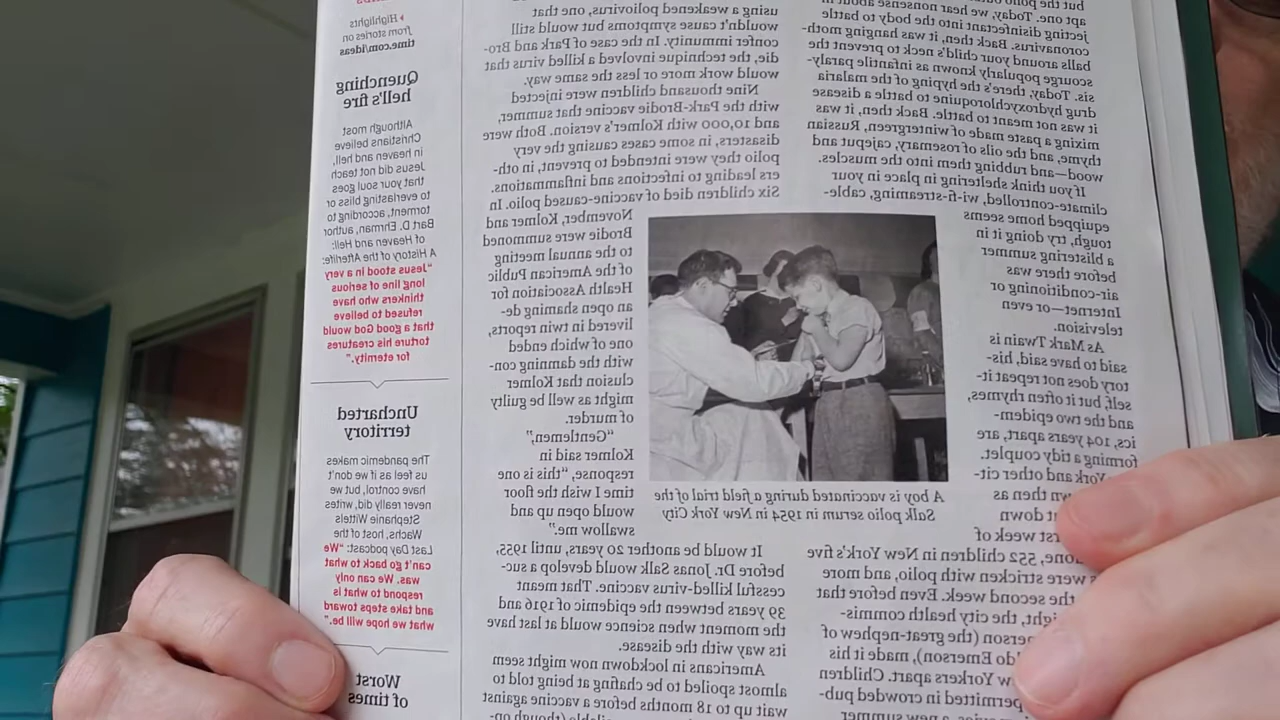 but the polio
apt one. Today, we hear nonsense about in-
jecting disinfectant into the body to battle
coronavirus. Back then, it was hanging moth-
balls around your child's neck to prevent the
scourge popularly known as infantile paraly-
sis. Today, there's the hyping of the malaria
drug hydroxychloroquine to battle a disease
it was not meant to battle. Back then, it was
mixing a paste made of wintergreen, Russian
thyme, and the oils of rosemary, cajeput and
wood—and rubbing them into the muscles.
If you think sheltering in place in your
climate-controlled, wi-fi-streaming, cable-
equipped home seems
tough, try doing it in
a blistering summer
before there was
air-conditioning or
Internet—or even
television.
As Mark Twain is
said to have said, his-
tory does not repeat it-
self, but it often rhymes,
and the two epidem-
ics, 104 years apart, are
forming a tidy couplet.
York and other cit-
wn then as
t down
rst week of
one, 552 children in New York's five
were stricken with polio, and more
the second week. Even before that
ight, the city health commis-
erson (the great-nephew of
do Emerson), made it his
w Yorkers apart. Children
permitted in crowded pub-
a new summer
A boy is vaccinated during a field trial of the
Salk polio serum in 1954 in New York City
using a weakened poliovirus, one that
wouldn't cause symptoms but would still
confer immunity. In the case of Park and Bro-
die, the technique involved a killed virus that
would work more or less the same way.
Nine thousand children were injected
with the Park-Brodie vaccine that summer,
and 10,000 with Kolmer's version. Both were
disasters, in some cases causing the very
polio they were intended to prevent, in oth-
ers leading to infections and inflammations.
Six children died of vaccine-caused polio. In
November, Kolmer and
Brodie were summoned
to the annual meeting
of the American Public
Health Association for
an open shaming de-
livered in twin reports,
one of which ended
with the damning con-
clusion that Kolmer
might as well be guilty
of murder.
“Gentlemen,”
Kolmer said in
response, “this is one
time I wish the floor
would open up and
swallow me.”
It would be another 20 years, until 1955,
before Dr. Jonas Salk would develop a suc-
cessful killed-virus vaccine. That meant
39 years between the epidemic of 1916 and
the moment when science would at last have
its way with the disease.
Americans in lockdown now might seem
almost spoiled to be chafing at being told to
wait up to 18 months before a vaccine against
(though on-
Highlights
from stories on
time.com/ideas
Quenching
hell's fire
Although most
Christians believe
in heaven and hell,
Jesus did not teach
that your soul goes
to everlasting bliss or
torment, according to
Bart D. Ehrman, author
of Heaven and Hell:
A History of the Afterlife:
“Jesus stood in a very
long line of serious
thinkers who have
refused to believe
that a good God would
torture his creatures
for eternity.”
Uncharted
territory
The pandemic makes
us feel as if we don't
have control, but we
never really did, writes
Stephanie Wittels
Wachs, host of the
Last Day podcast: “We
can't go back to what
was. We can only
respond to what is
and take steps toward
what we hope will be.”
Worst
of times